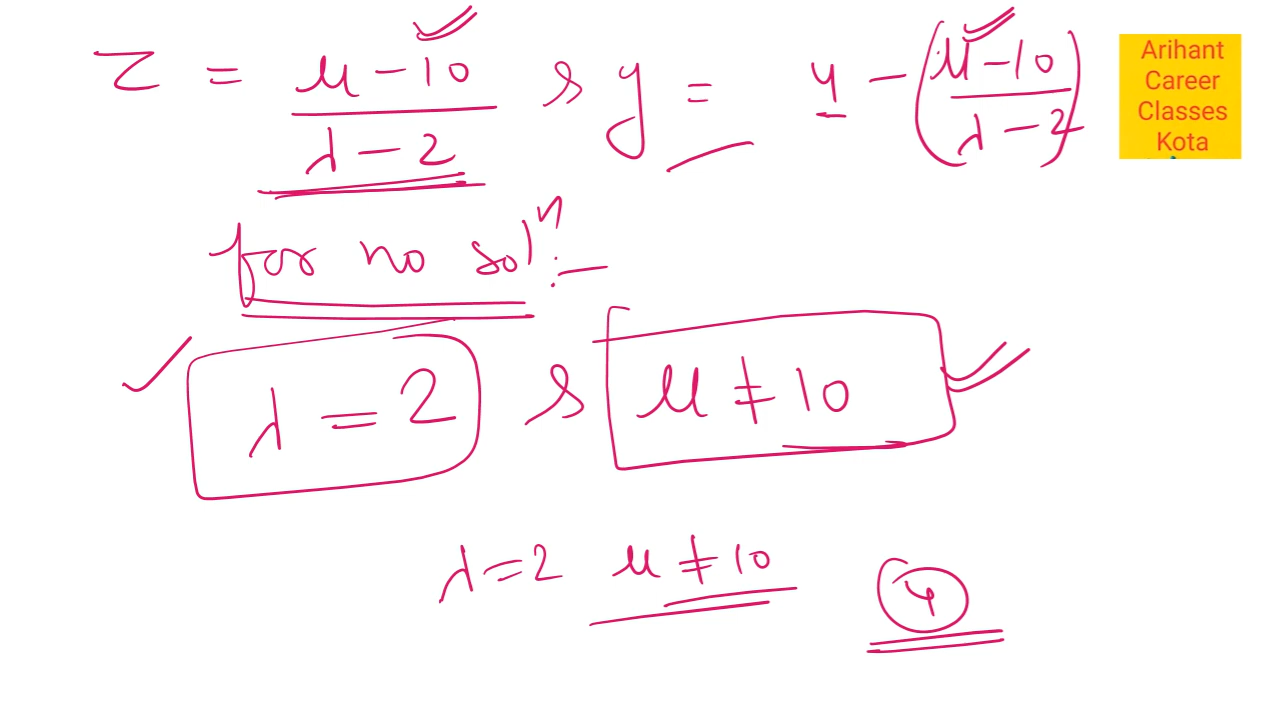 z = μ-10/λ-2 & y = 4 - (μ-10/λ-2)
Arihant
Career
Classes
Kota
for no solⁿ:-
λ = 2 & μ ≠ 10
λ=2 μ ≠ 10
4